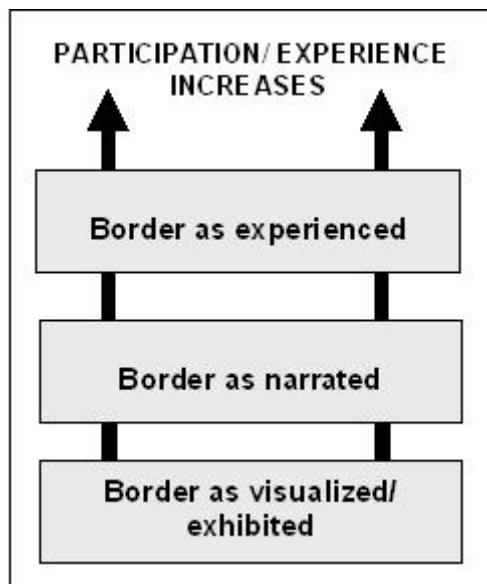 PARTICIPATION/ EXPERIENCE
INCREASES
Border as experienced
Border as narrated
Border as visualized/
exhibited